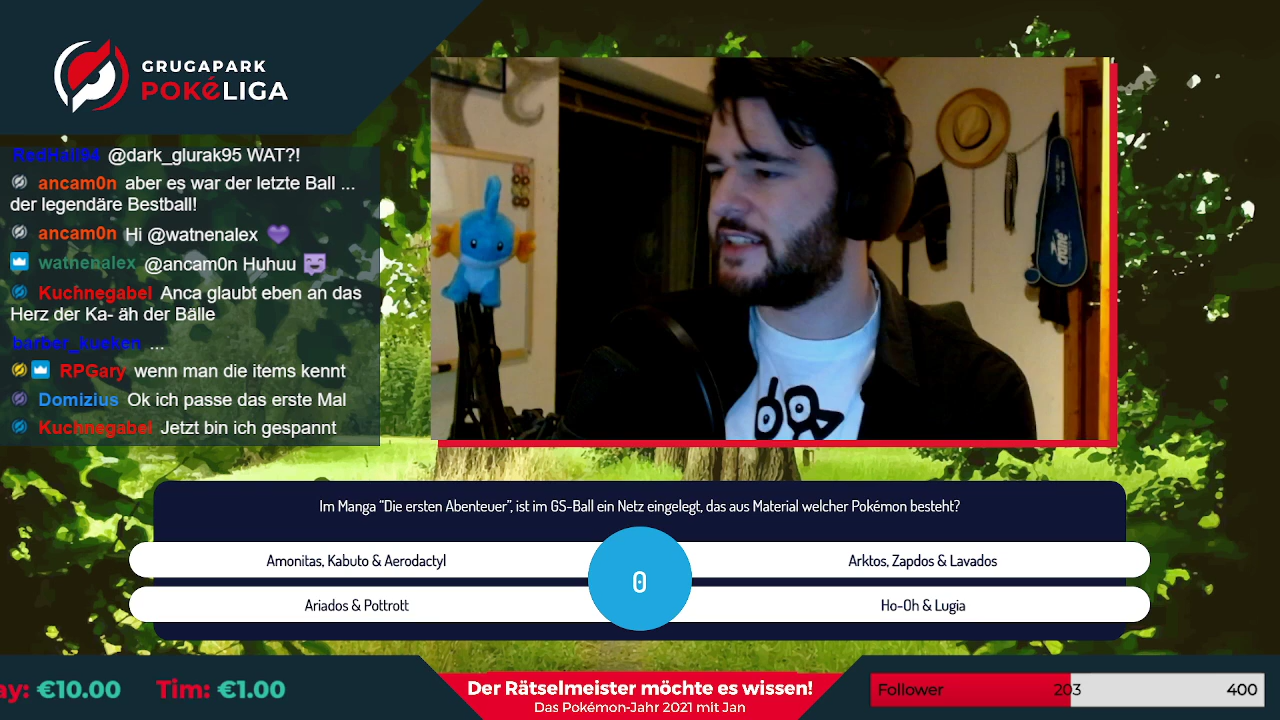 GRUGAPARK
POKéLIGA
RedHail94 @dark_glurak95 WAT?!
ancam0n aber es war der letzte Ball ...
der legendäre Bestball!
ancam0n Hi @watnenalex
watnenalex @ancam0n Huhuu
Kuchnegabel Anca glaubt eben an das
Herz der Ka- äh der Bälle
barber_kueken ...
RPGary wenn man die items kennt
Domizius Ok ich passe das erste Mal
Kuchnegabel Jetzt bin ich gespannt
Im Manga “Die ersten Abenteuer”, ist im GS-Ball ein Netz eingelegt, das aus Material welcher Pokémon besteht?
Amonitas, Kabuto & Aerodactyl
Arktos, Zapdos & Lavados
0
Ariados & Pottrott
Ho-Oh & Lugia
ay: €10.00 Tim: €1.00
Der Rätselmeister möchte es wissen!
Das Pokémon-Jahr 2021 mit Jan
Follower 203 400